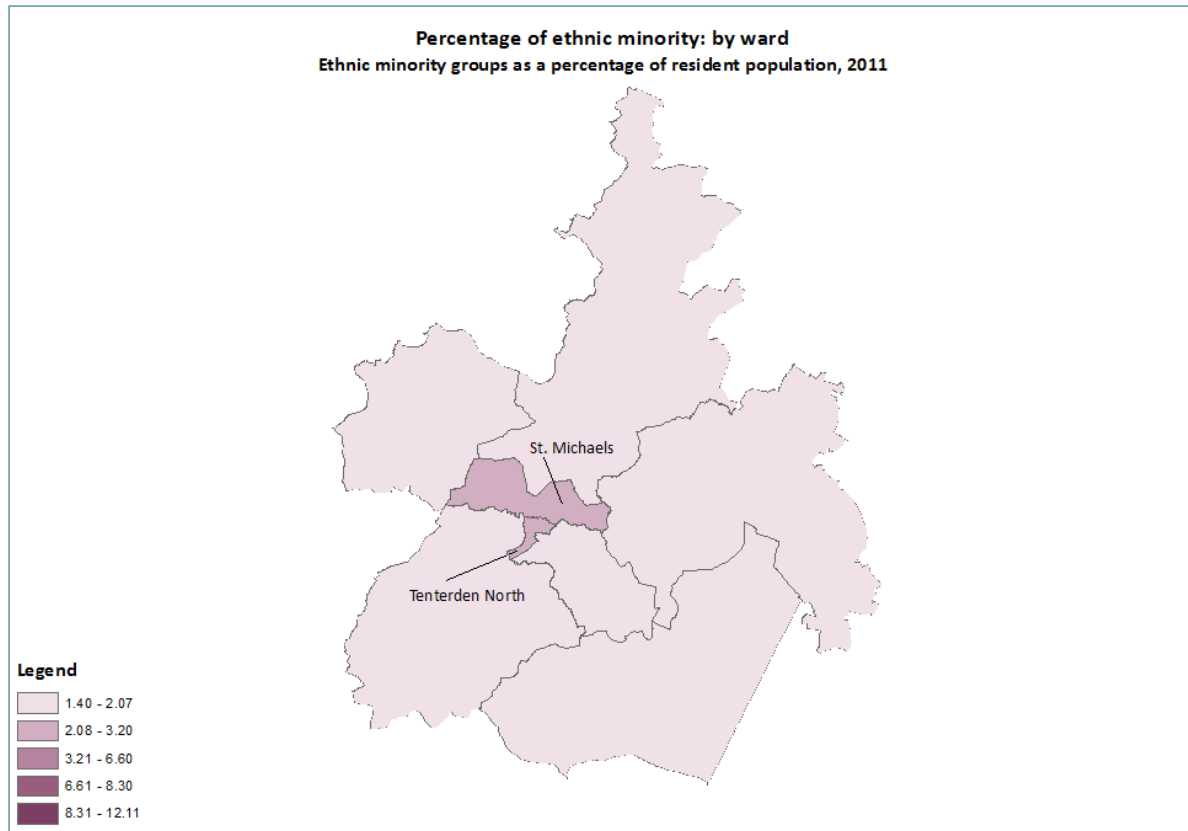 Percentage of ethnic minority: by ward
Ethnic minority groups as a percentage of resident population, 2011
St. Michaels
Tenterden North
Legend
1.40 - 2.07
2.08 - 3.20
3.21 - 6.60
6.61 - 8.30
8.31 - 12.11